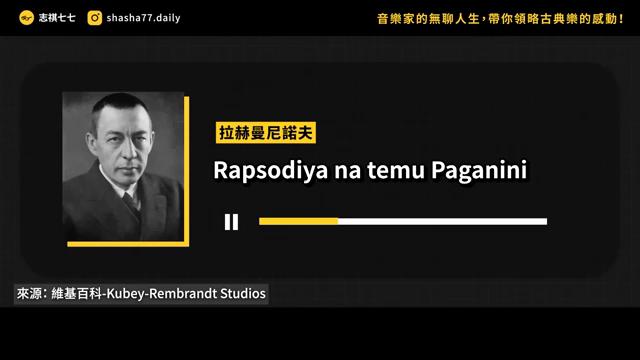 志祺七七
shasha77.daily
音樂家的無聊人生，帶你領略古典樂的感動！
拉赫曼尼諾夫
Rapsodiya na temu Paganini
來源：維基百科-Kubey-Rembrandt Studios